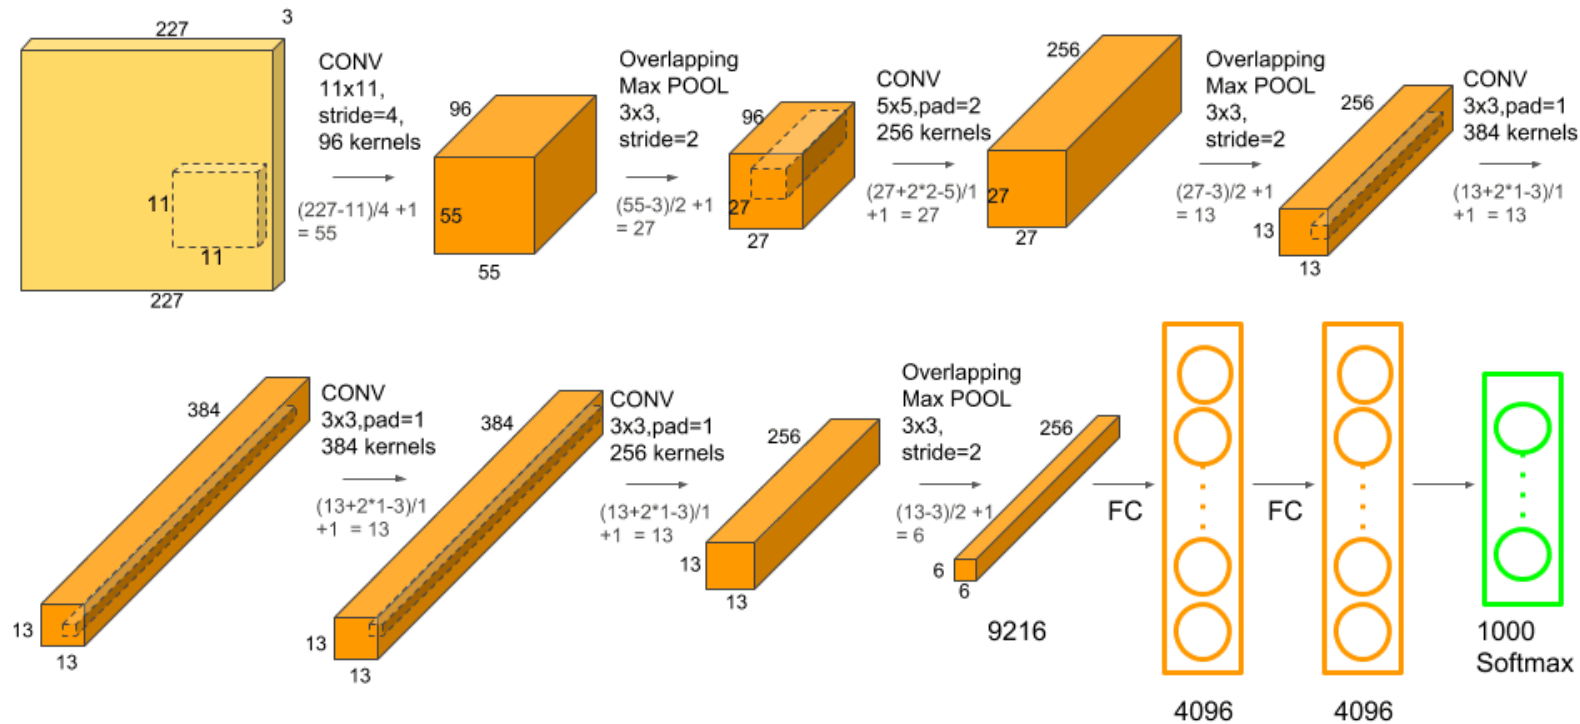 227
3
11
11
227
CONV
11x11,
stride=4,
96 kernels
(227-11)/4 +1
= 55
96
55
55
Overlapping
Max POOL
3x3,
stride=2
(55-3)/2 +1
= 27
96
27
27
CONV
5x5,pad=2
256 kernels
(27+2*2-5)/1
+1 = 27
256
27
27
Overlapping
Max POOL
3x3,
stride=2
(27-3)/2 +1
= 13
256
13
13
CONV
3x3,pad=1
384 kernels
(13+2*1-3)/1
+1 = 13
384
13
13
CONV
3x3,pad=1
384 kernels
(13+2*1-3)/1
+1 = 13
384
13
13
CONV
3x3,pad=1
256 kernels
(13+2*1-3)/1
+1 = 13
256
13
13
Overlapping
Max POOL
3x3,
stride=2
(13-3)/2 +1
= 6
256
6
6
9216
FC
4096
FC
4096
1000
Softmax